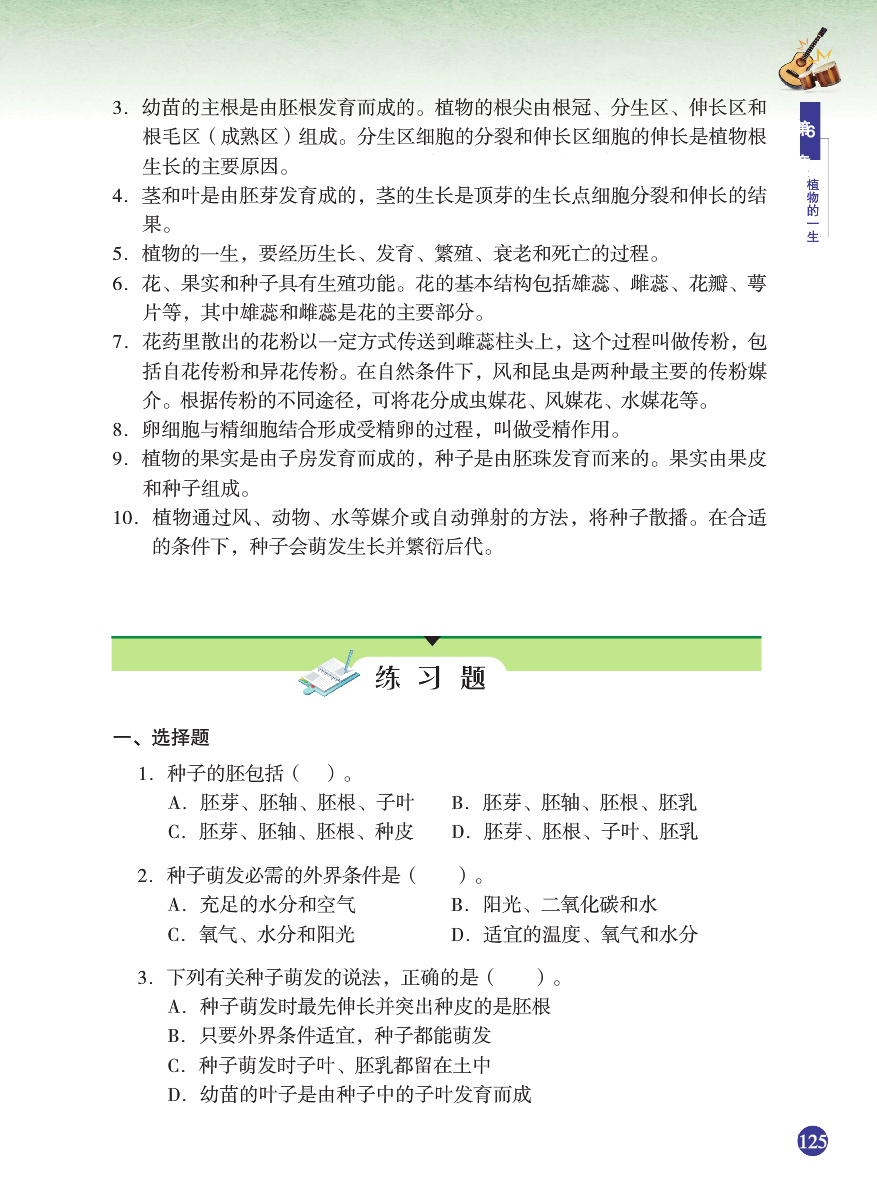 3. 幼苗的主根是由胚根发育而成的。植物的根尖由根冠、分生区、伸长区和
根毛区（成熟区）组成。分生区细胞的分裂和伸长区细胞的伸长是植物根
生长的主要原因。
4. 茎和叶是由胚芽发育成的，茎的生长是顶芽的生长点细胞分裂和伸长的结
果。
5. 植物的一生，要经历生长、发育、繁殖、衰老和死亡的过程。
6. 花、果实和种子具有生殖功能。花的基本结构包括雄蕊、雌蕊、花瓣、萼
片等，其中雄蕊和雌蕊是花的主要部分。
7. 花药里散出的花粉以一定方式传送到雌蕊柱头上，这个过程叫做传粉，包
括自花传粉和异花传粉。在自然条件下，风和昆虫是两种最主要的传粉媒
介。根据传粉的不同途径，可将花分成虫媒花、风媒花、水媒花等。
8. 卵细胞与精细胞结合形成受精卵的过程，叫做受精作用。
9. 植物的果实是由子房发育而成的，种子是由胚珠发育而来的。果实由果皮
和种子组成。
10. 植物通过风、动物、水等媒介或自动弹射的方法，将种子散播。在合适
的条件下，种子会萌发生长并繁衍后代。
第6
植物的一生
练习题
一、选择题
1. 种子的胚包括（ ）。
A. 胚芽、胚轴、胚根、子叶 B. 胚芽、胚轴、胚根、胚乳
C. 胚芽、胚轴、胚根、种皮 D. 胚芽、胚根、子叶、胚乳
2. 种子萌发必需的外界条件是（ ）。
A. 充足的水分和空气 B. 阳光、二氧化碳和水
C. 氧气、水分和阳光 D. 适宜的温度、氧气和水分
3. 下列有关种子萌发的说法，正确的是（ ）。
A. 种子萌发时最先伸长并突出种皮的是胚根
B. 只要外界条件适宜，种子都能萌发
C. 种子萌发时子叶、胚乳都留在土中
D. 幼苗的叶子是由种子中的子叶发育而成
125